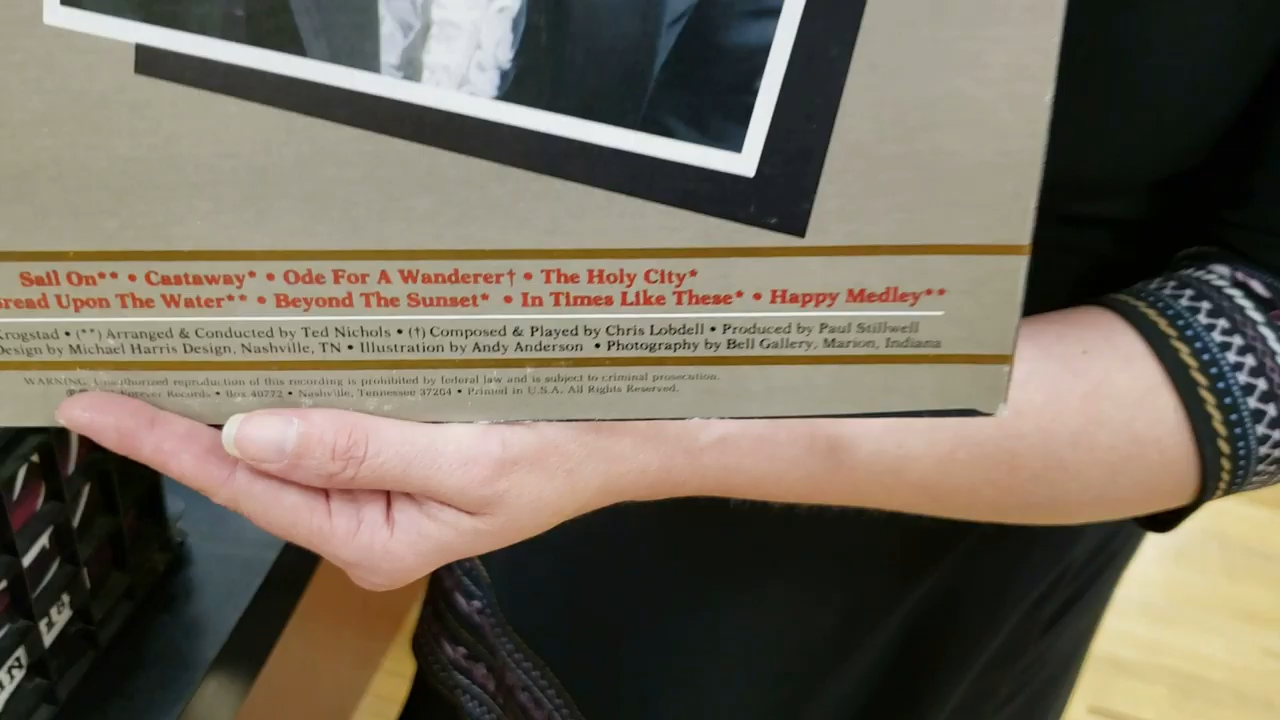 Sail On** • Castaway* • Ode For A Wanderer† • The Holy City*
Bread Upon The Water** • Beyond The Sunset* • In Times Like These* • Happy Medley**
Krogstad • (**) Arranged & Conducted by Ted Nichols • (†) Composed & Played by Chris Lobdell • Produced by Paul Stillwell
Design by Michael Harris Design, Nashville, TN • Illustration by Andy Anderson • Photography by Bell Gallery, Marion, Indiana
WARNING: Unauthorized reproduction of this recording is prohibited by federal law and is subject to criminal prosecution.
Forever Records • Box 40772 • Nashville, Tennessee 37204 • Printed in U.S.A. All Rights Reserved.
IN